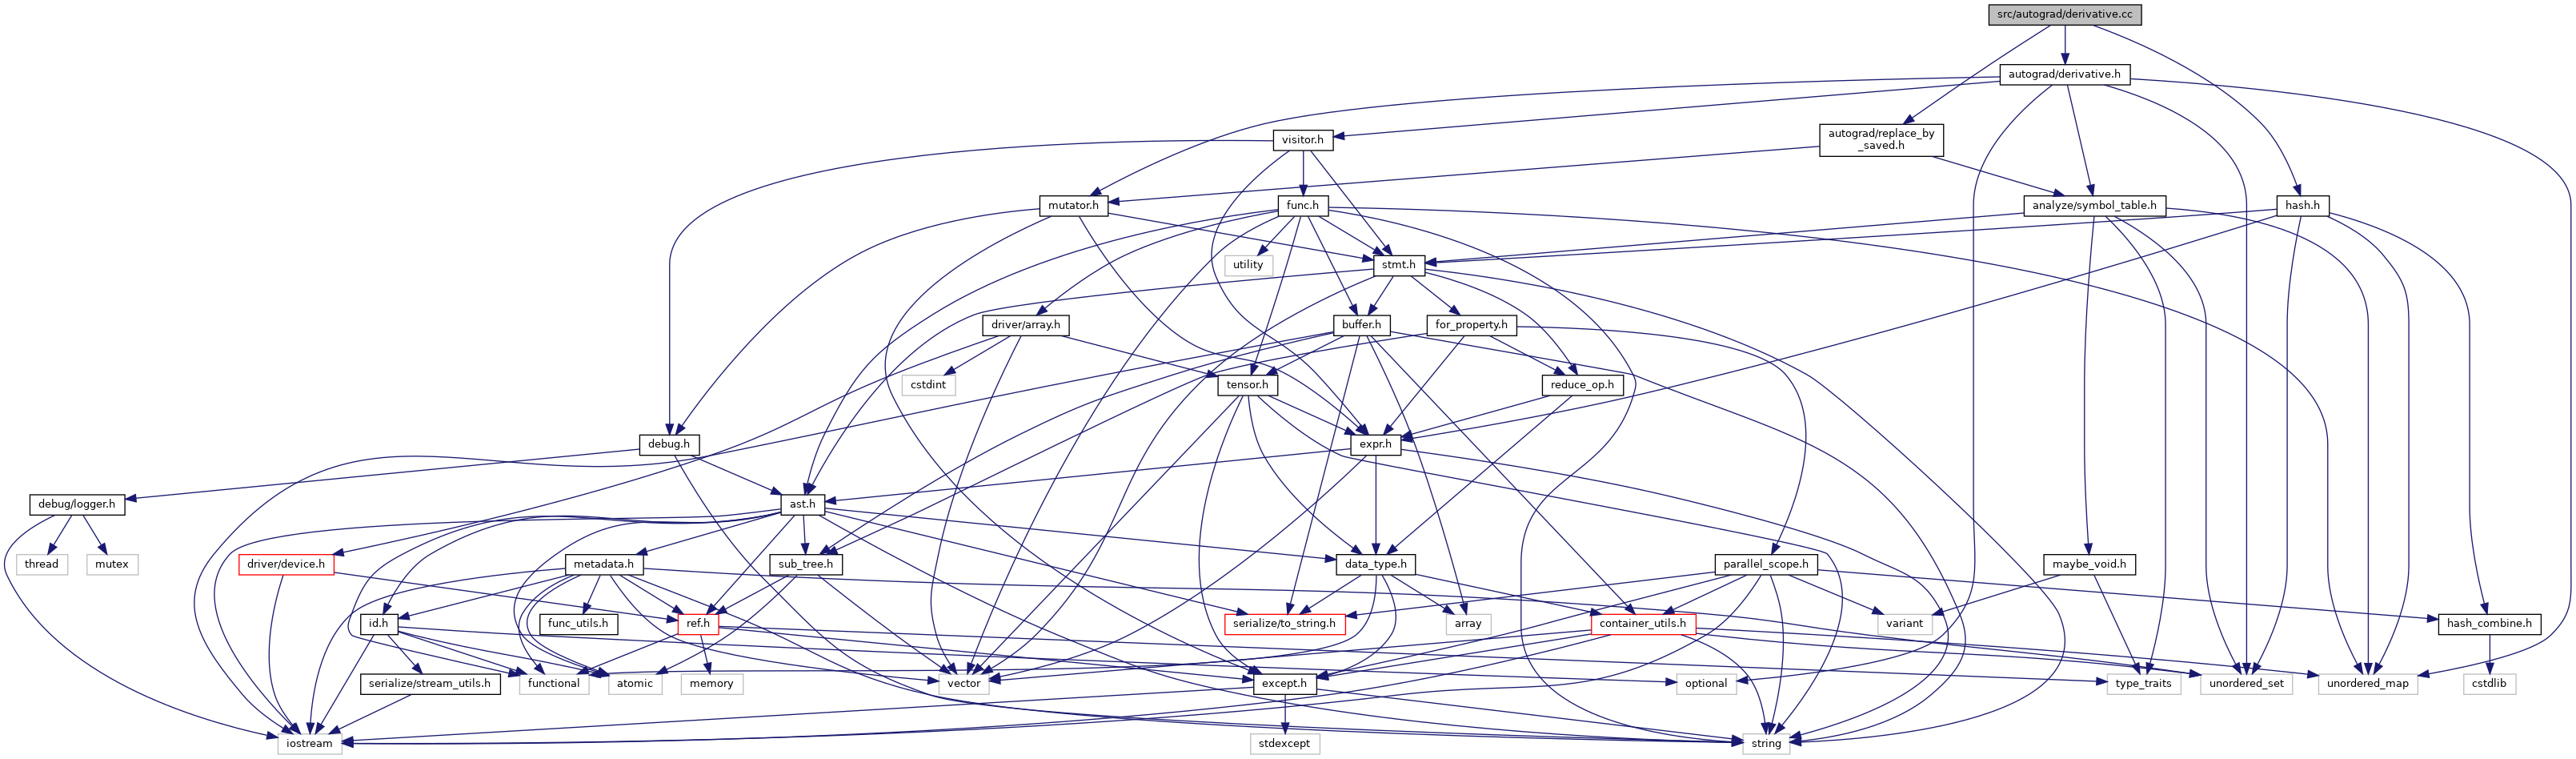 src/autograd/derivative.cc
autograd/derivative.h
visitor.h
autograd/replace_by
_saved.h
mutator.h
func.h
analyze/symbol_table.h
hash.h
utility
stmt.h
driver/array.h
buffer.h
for_property.h
cstdint
tensor.h
reduce_op.h
debug.h
expr.h
debug/logger.h
ast.h
thread
mutex
driver/device.h
metadata.h
sub_tree.h
data_type.h
parallel_scope.h
maybe_void.h
id.h
func_utils.h
ref.h
serialize/to_string.h
array
container_utils.h
variant
hash_combine.h
serialize/stream_utils.h
functional
atomic
memory
vector
except.h
optional
type_traits
unordered_set
unordered_map
cstdlib
iostream
stdexcept
string